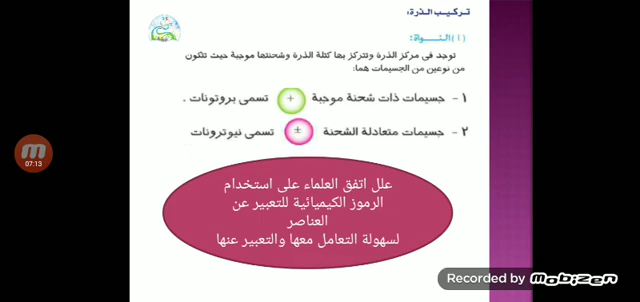 تركيب الذرة:
(١) النواة:
توجد فى مركز الذرة وتتركز بها كتلة الذرة وشحنتها موجبة حيث تتكون
من نوعين من الجسيمات هما:
١- جسيمات ذات شحنة موجبة + تسمى بروتونات .
٢- جسيمات متعادلة الشحنة ± تسمى نيوترونات
علل اتفق العلماء على استخدام
الرموز الكيميائية للتعبير عن
العناصر
لسهولة التعامل معها والتعبير عنها
07:13
Recorded by MOBIZEN